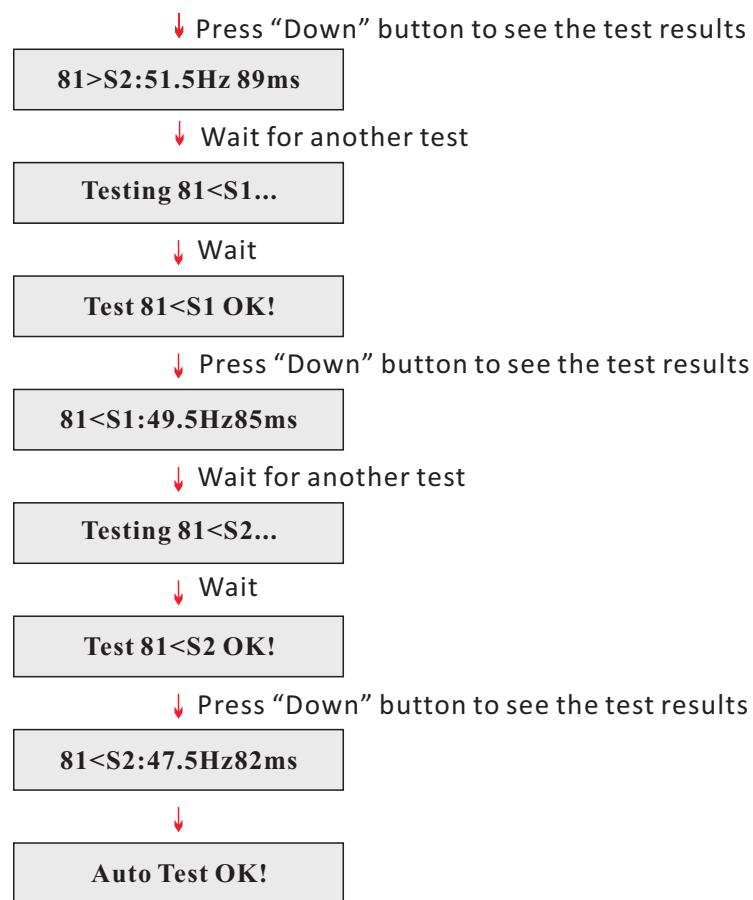 Press “Down” button to see the test results
81>S2:51.5Hz 89ms
Wait for another test
Testing 81<S1...
Wait
Test 81<S1 OK!
Press “Down” button to see the test results
81<S1:49.5Hz85ms
Wait for another test
Testing 81<S2...
Wait
Test 81<S2 OK!
Press “Down” button to see the test results
81<S2:47.5Hz82ms
Auto Test OK!